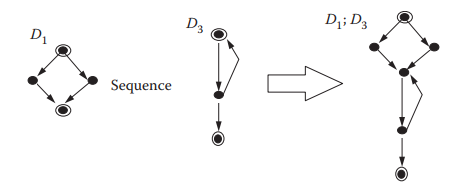 D₁
Sequence
D₃
D₁; D₃